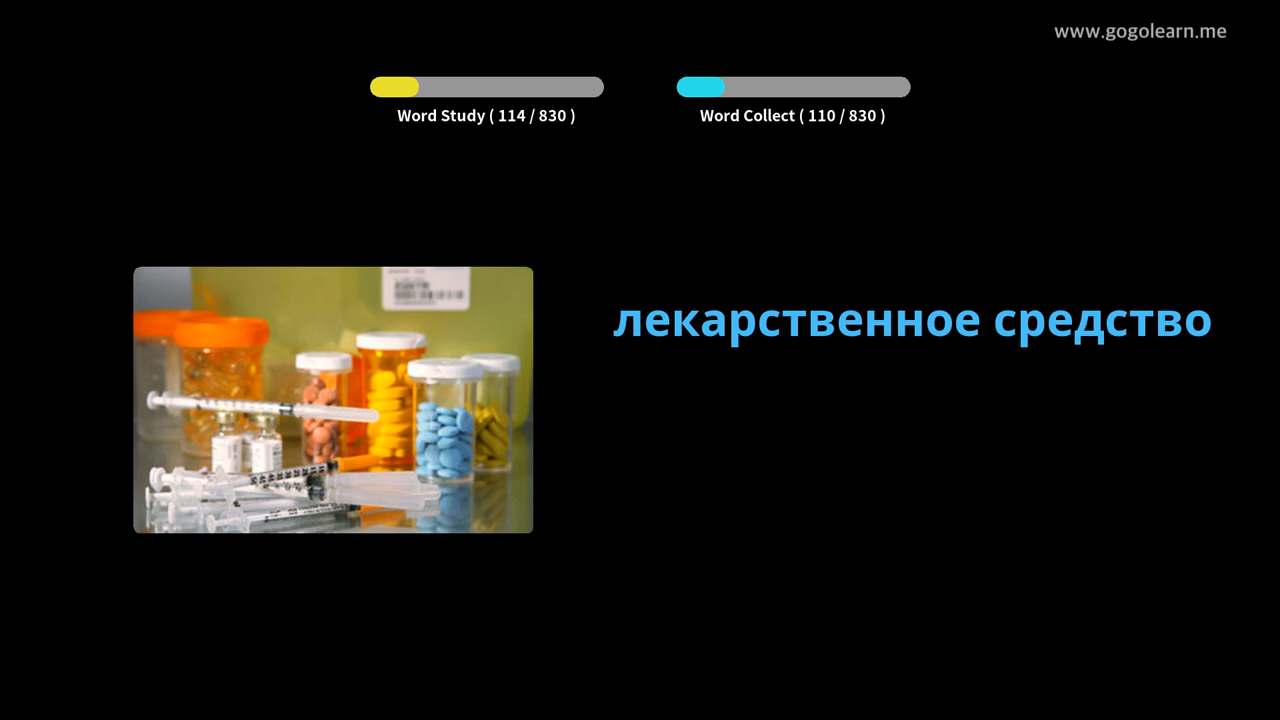 www.gogolearn.me
Word Study ( 114 / 830 )
Word Collect ( 110 / 830 )
лекарственное средство